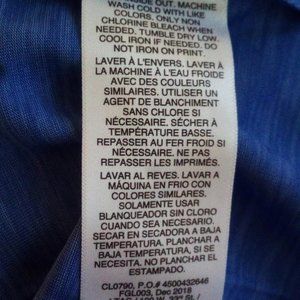 WASH COLD WITH LIKE
COLORS. ONLY NON
CHLORINE BLEACH WHEN
NEEDED. TUMBLE DRY LOW.
COOL IRON IF NEEDED. DO
NOT IRON ON PRINT.
LAVER À L'ENVERS. LAVER À
LA MACHINE À L'EAU FROIDE
AVEC DES COULEURS
SIMILAIRES. UTILISER UN
AGENT DE BLANCHIMENT
SANS CHLORE SI
NÉCESSAIRE. SÉCHER À
TEMPÉRATURE BASSE.
REPASSER AU FER FROID SI
NÉCESSAIRE. NE PAS
REPASSER LES IMPRIMÉS.
LAVAR AL REVES. LAVAR A
MÁQUINA EN FRIO CON
COLORES SIMILARES.
SOLAMENTE USAR
BLANQUEADOR SIN CLORO
CUANDO SEA NECESARIO.
SECAR EN SECADORA A BAJA
TEMPERATURA. PLANCHAR A
BAJA TEMPERATURA, SI SE
NECESITA. NO PLANCHAR EL
ESTAMPADO.
CL0790, P.O.# 4500432646
FGL003, Dec 2018